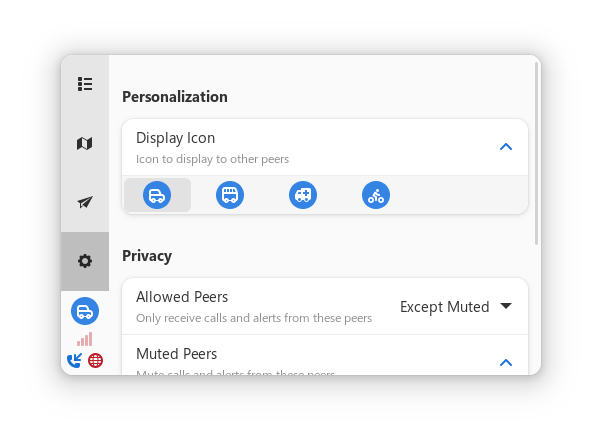 Personalization
Display Icon
Icon to display to other peers
Privacy
Allowed Peers
Only receive calls and alerts from these peers
Except Muted
Muted Peers
Mute calls and alerts from these peers